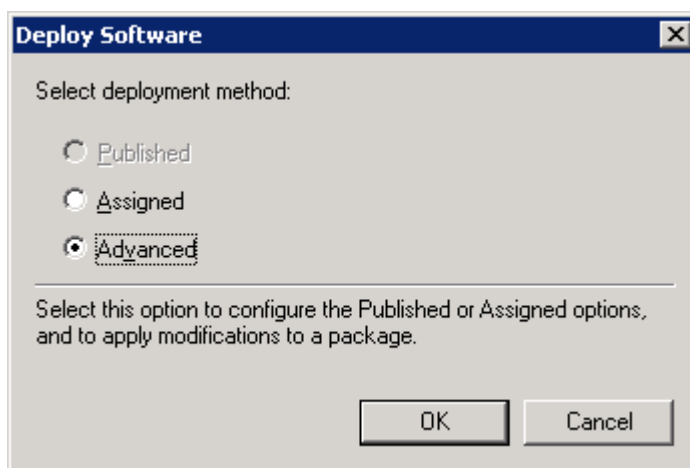 Deploy Software
Select deployment method:
Published
Assigned
Advanced
Select this option to configure the Published or Assigned options,
and to apply modifications to a package.
OK Cancel